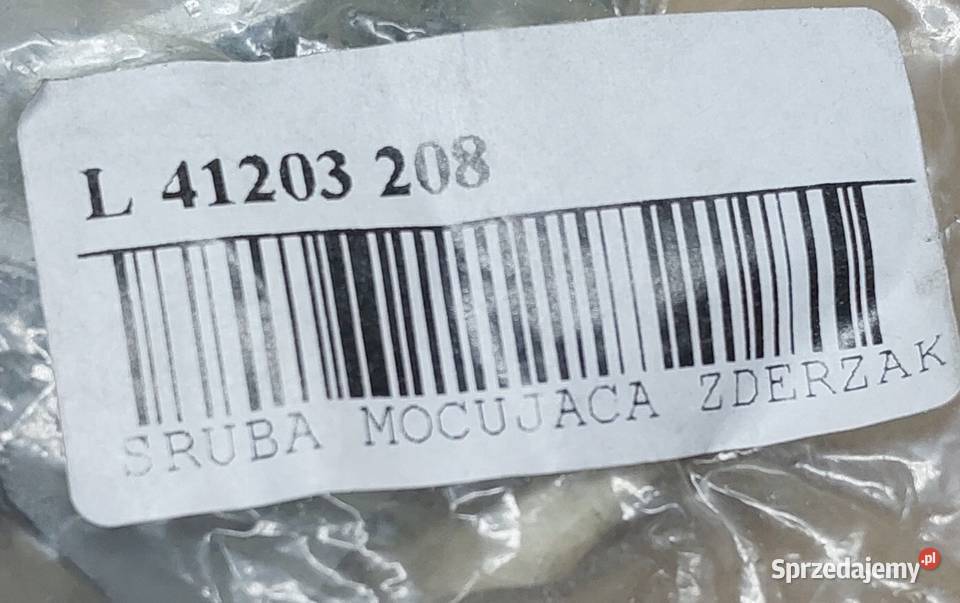 L 41203 208
SRUBA MOCUJACA ZDERZAK
Sprzedajemy.pl